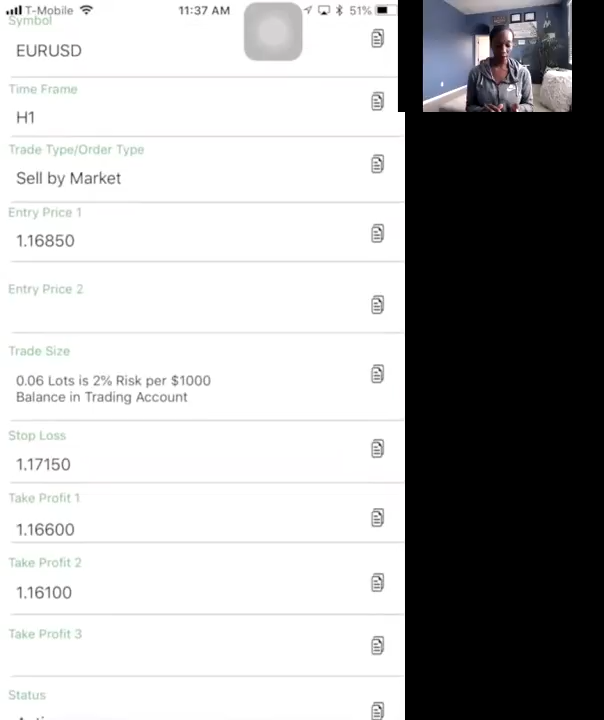 T-Mobile 11:37 AM 51%
Symbol
EURUSD
Time Frame
H1
Trade Type/Order Type
Sell by Market
Entry Price 1
1.16850
Entry Price 2
Trade Size
0.06 Lots is 2% Risk per $1000
Balance in Trading Account
Stop Loss
1.17150
Take Profit 1
1.16600
Take Profit 2
1.16100
Take Profit 3
Status